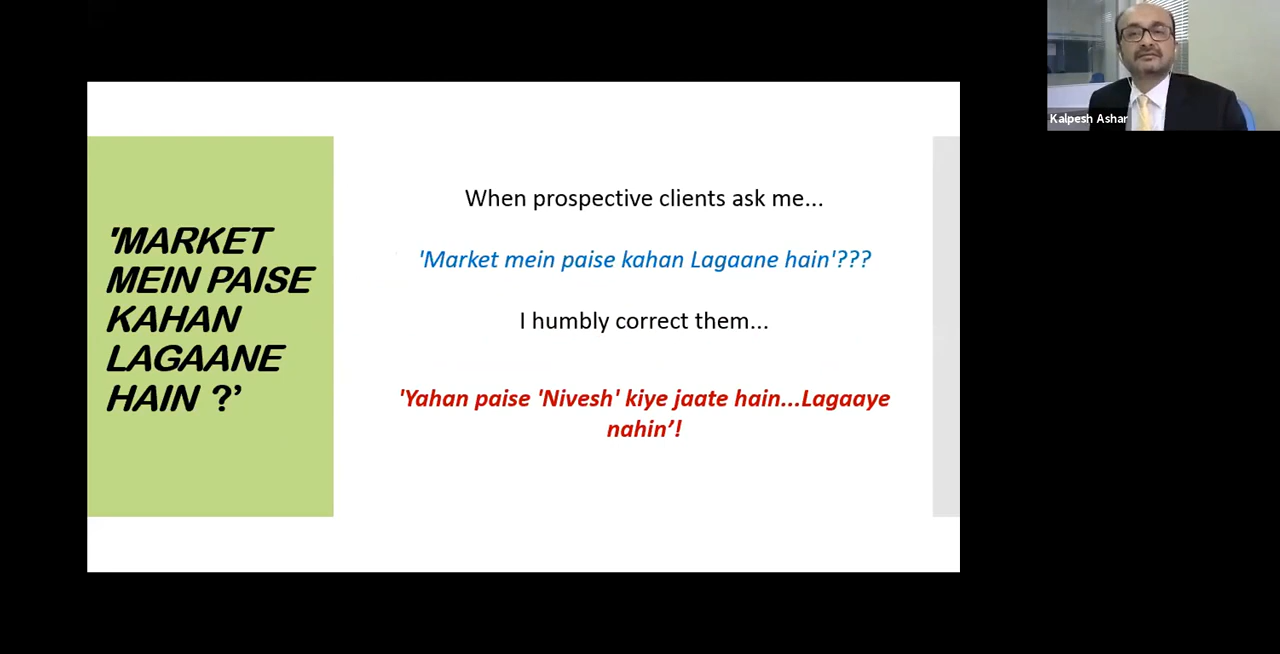 'MARKET
MEIN PAISE
KAHAN
LAGAANE
HAIN ?’
When prospective clients ask me...
'Market mein paise kahan Lagaane hain'???
I humbly correct them...
'Yahan paise 'Nivesh' kiye jaate hain...Lagaaye
nahin’!
Kalpesh Ashar